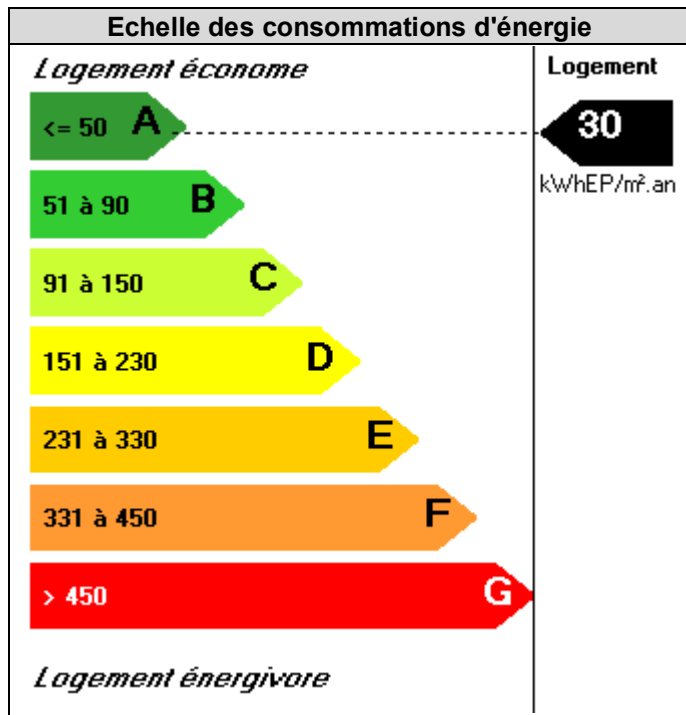 Echelle des consommations d'énergie
Logement économe
Logement
<= 50 A
30
kWhEP/m².an
51 à 90 B
91 à 150 C
151 à 230 D
231 à 330 E
331 à 450 F
> 450 G
Logement énergivore